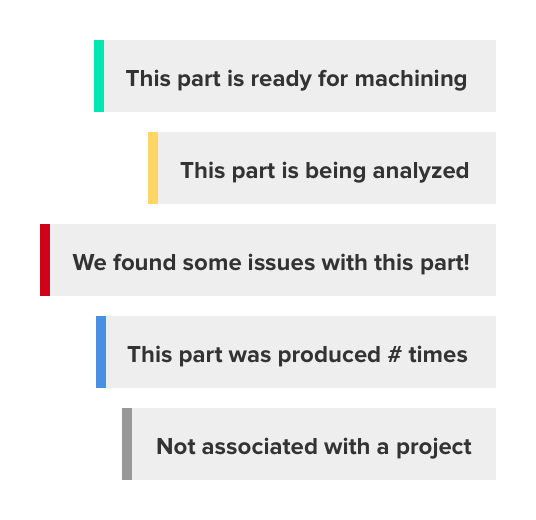 This part is ready for machining
This part is being analyzed
We found some issues with this part!
This part was produced # times
Not associated with a project